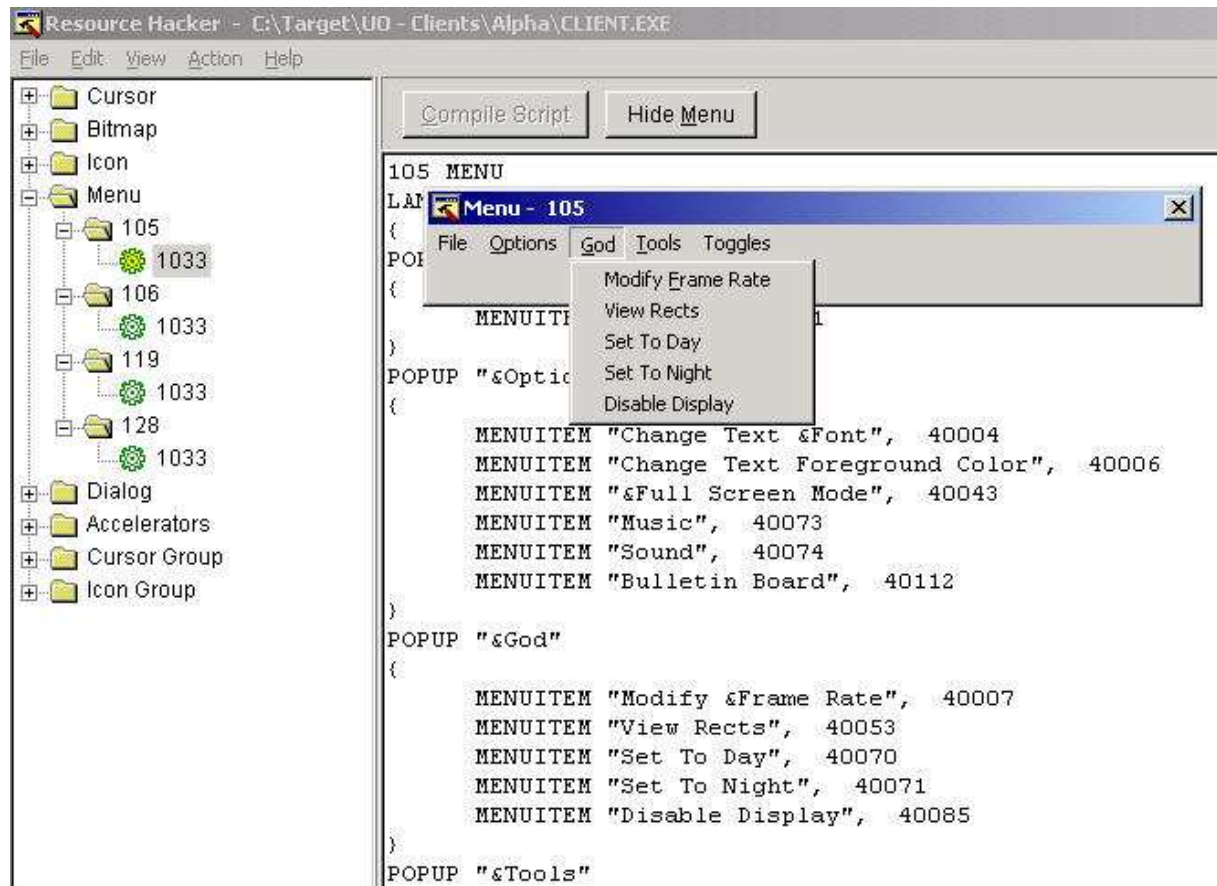 Resource Hacker - C:\Target\UO - Clients\Alpha\CLIENT.EXE
File Edit View Action Help
Cursor
Bitmap
Icon
Menu
105
1033
106
1033
119
1033
128
1033
Dialog
Accelerators
Cursor Group
Icon Group
Compile Script Hide Menu
105 MENU
Menu - 105
File Options God Tools Toggles
Modify Frame Rate
View Rects
Set To Day
Set To Night
Disable Display
{
{
}
POPUP "&Optio
{
MENUITEM "Change Text &Font", 40004
MENUITEM "Change Text Foreground Color", 40006
MENUITEM "&Full Screen Mode", 40043
MENUITEM "Music", 40073
MENUITEM "Sound", 40074
MENUITEM "Bulletin Board", 40112
}
POPUP "&God"
{
MENUITEM "Modify &Frame Rate", 40007
MENUITEM "View Rects", 40053
MENUITEM "Set To Day", 40070
MENUITEM "Set To Night", 40071
MENUITEM "Disable Display", 40085
}
POPUP "&Tools"